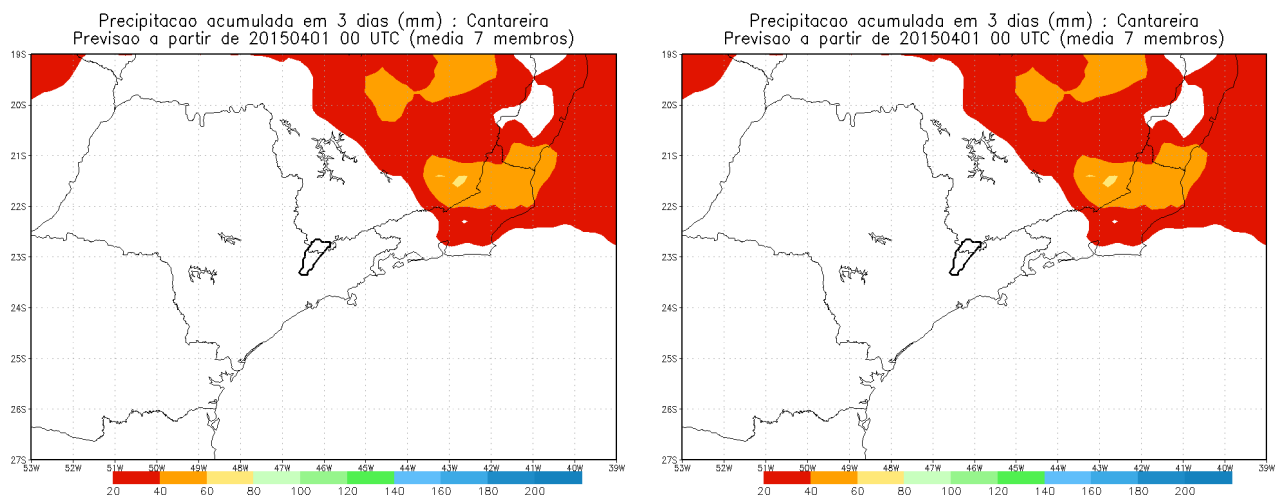 Precipitacao acumulada em 3 dias (mm) : Cantareira
Previsao a partir de 20150401 00 UTC (media 7 membros)
19S
20S
21S
22S
23S
24S
25S
26S
27S
53W 52W 51W 50W 49W 48W 47W 46W 45W 44W 43W 42W 41W 40W 39W
20 40 60 80 100 120 140 160 180 200
Precipitacao acumulada em 3 dias (mm) : Cantareira
Previsao a partir de 20150401 00 UTC (media 7 membros)
19S
20S
21S
22S
23S
24S
25S
26S
27S
53W 52W 51W 50W 49W 48W 47W 46W 45W 44W 43W 42W 41W 40W 39W
20 40 60 80 100 120 140 160 180 200